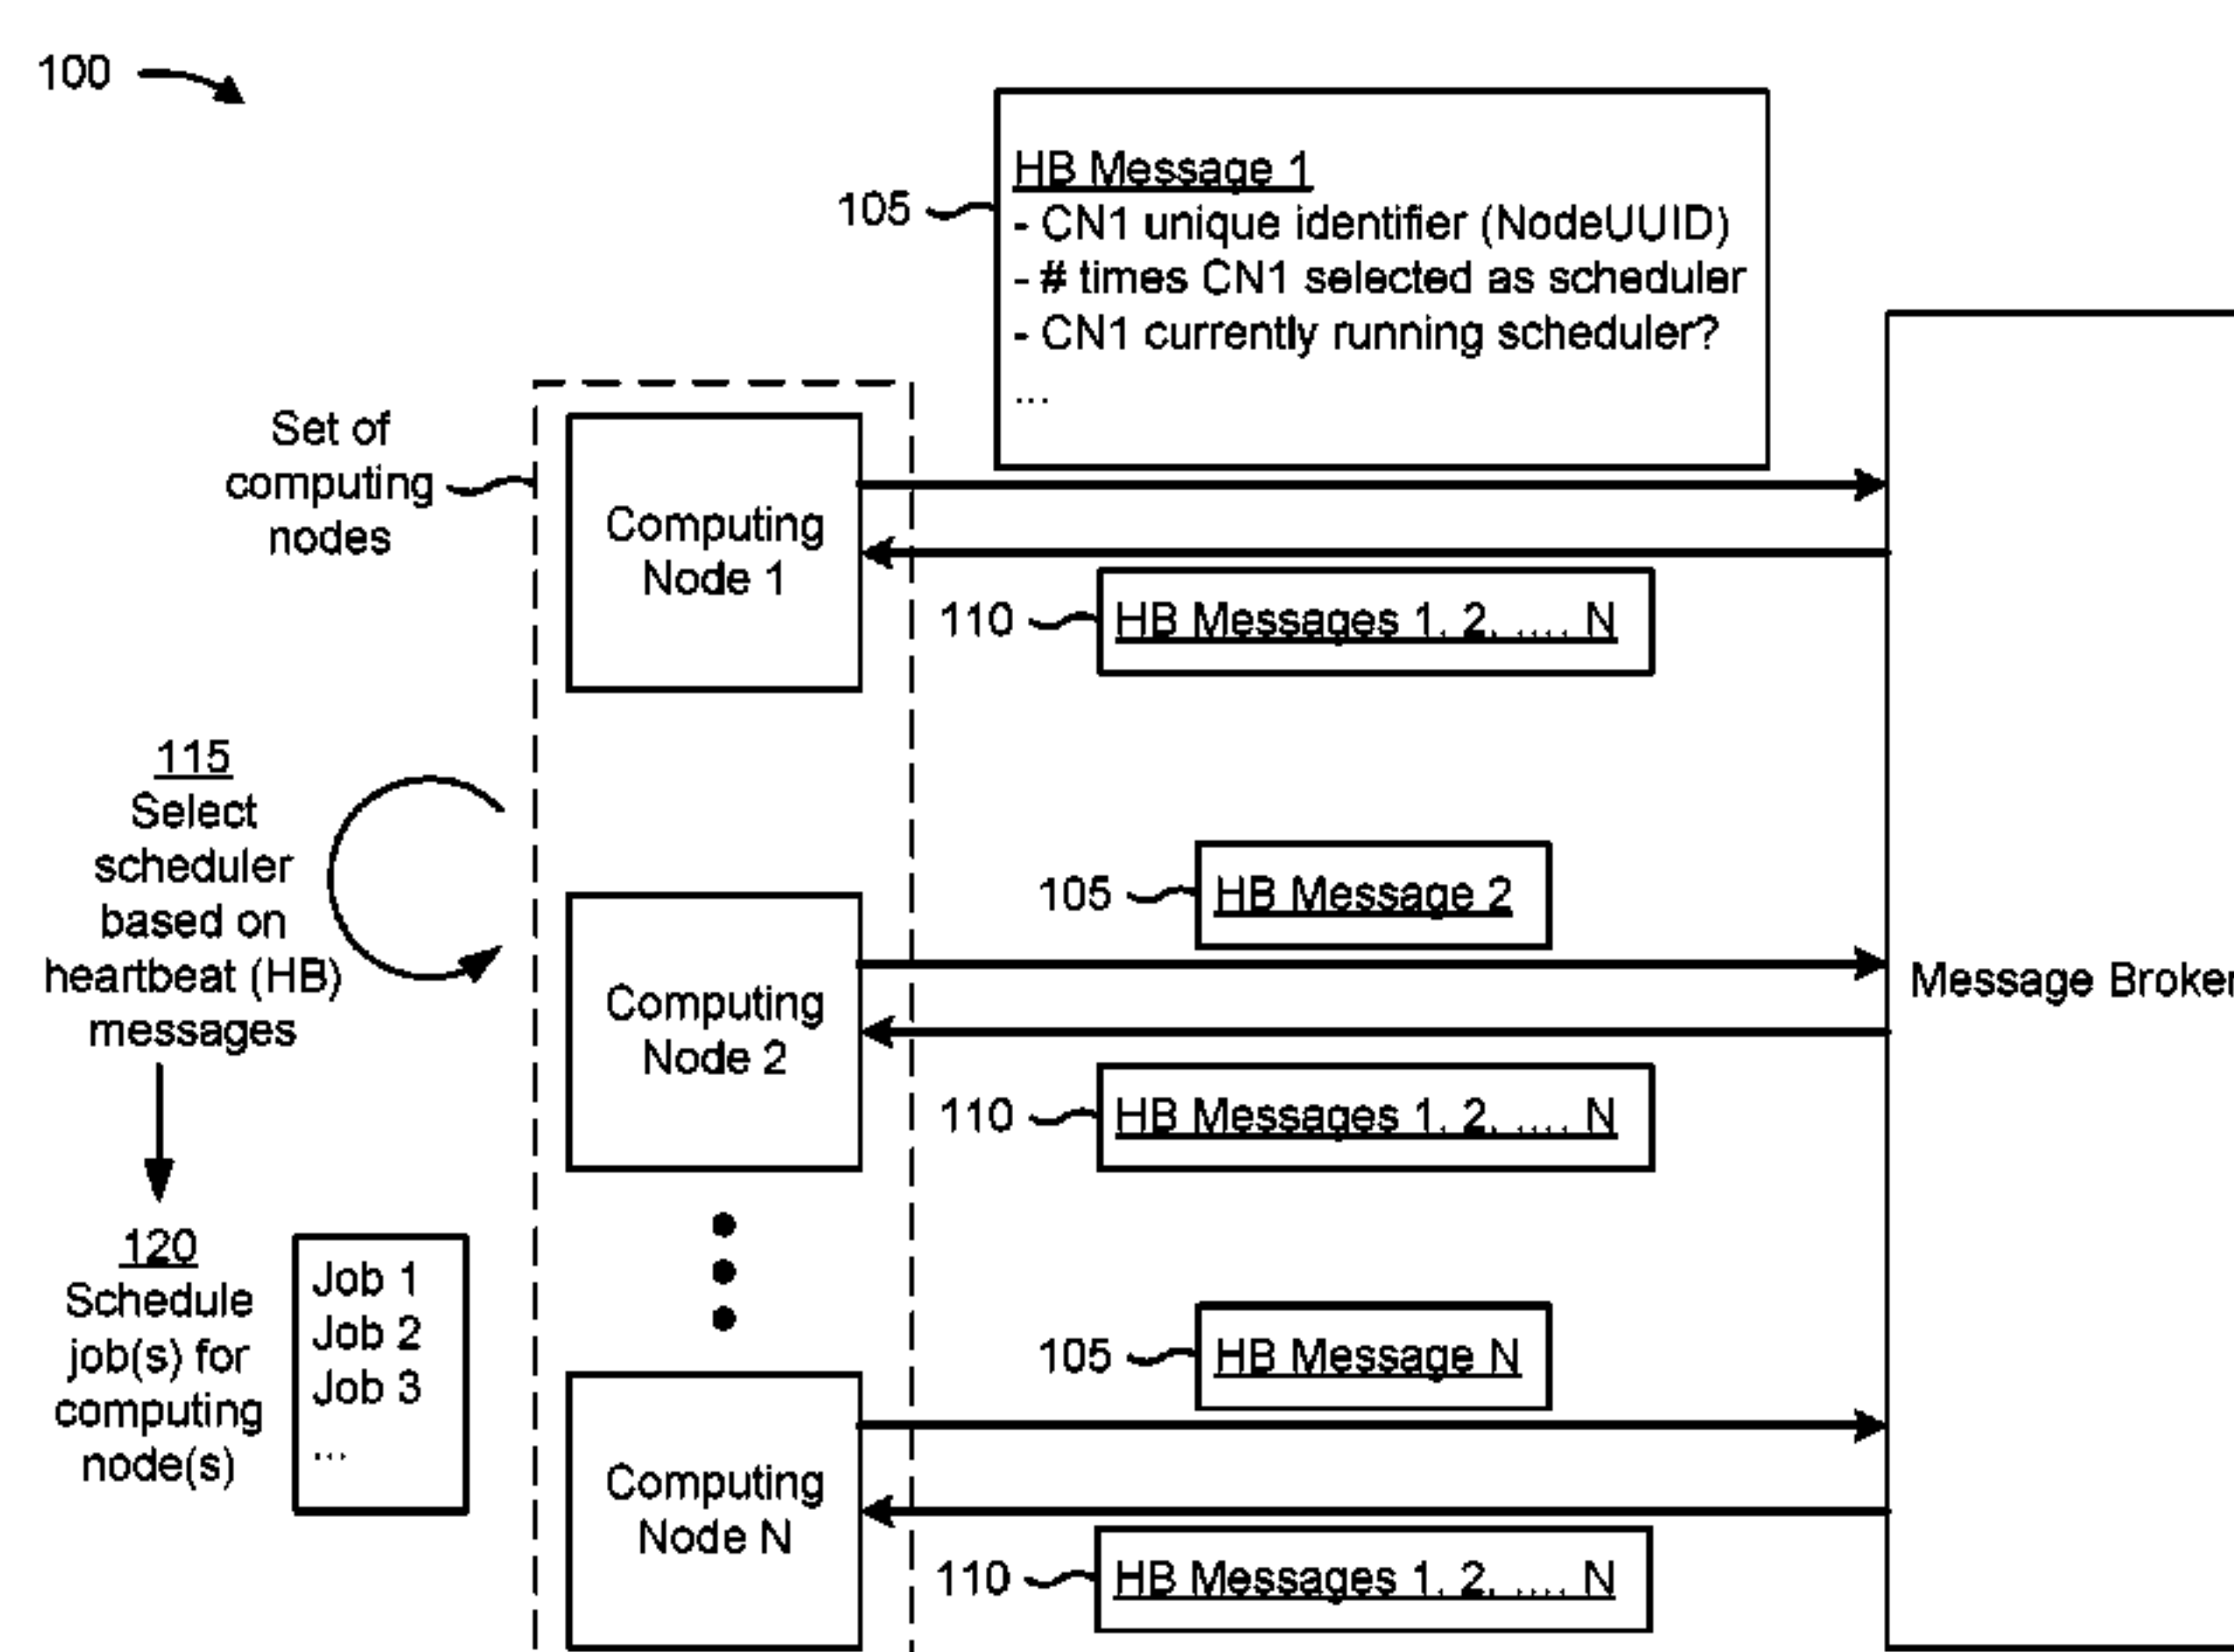 100
HB Message 1
105
- CN1 unique identifier (NodeUUID)
- # times CN1 selected as scheduler
- CN1 currently running scheduler?
...
Set of
computing
nodes
Computing
Node 1
110
HB Messages 1, 2, ...., N
115
Select
scheduler
based on
heartbeat (HB)
messages
105
HB Message 2
Computing
Node 2
Message Broker
110
HB Messages 1, 2, ...., N
120
Schedule
job(s) for
computing
node(s)
Job 1
Job 2
Job 3
...
105
HB Message N
Computing
Node N
110
HB Messages 1, 2, ...., N